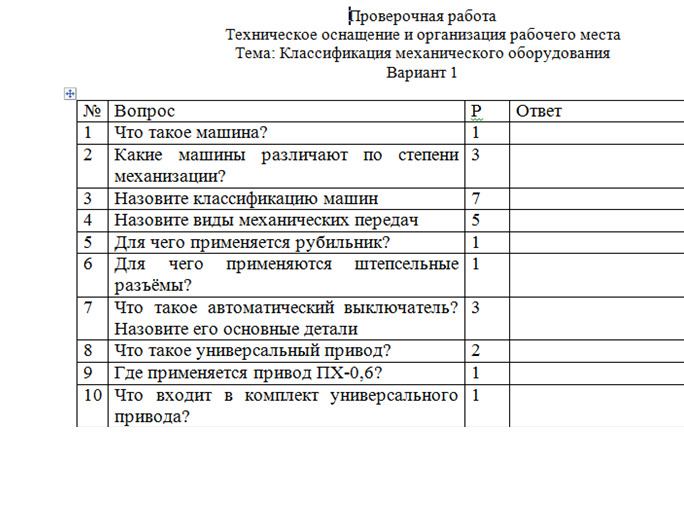 Проверочная работа
Техническое оснащение и организация рабочего места
Тема: Классификация механического оборудования
Вариант 1
№ Вопрос Р Ответ
1 Что такое машина? 1
2 Какие машины различают по степени 3
механизации?
3 Назовите классификацию машин 7
4 Назовите виды механических передач 5
5 Для чего применяется рубильник? 1
6 Для чего применяются штепсельные 1
разъёмы?
7 Что такое автоматический выключатель? 3
Назовите его основные детали
8 Что такое универсальный привод? 2
9 Где применяется привод ПХ-0,6? 1
10 Что входит в комплект универсального 1
привода?